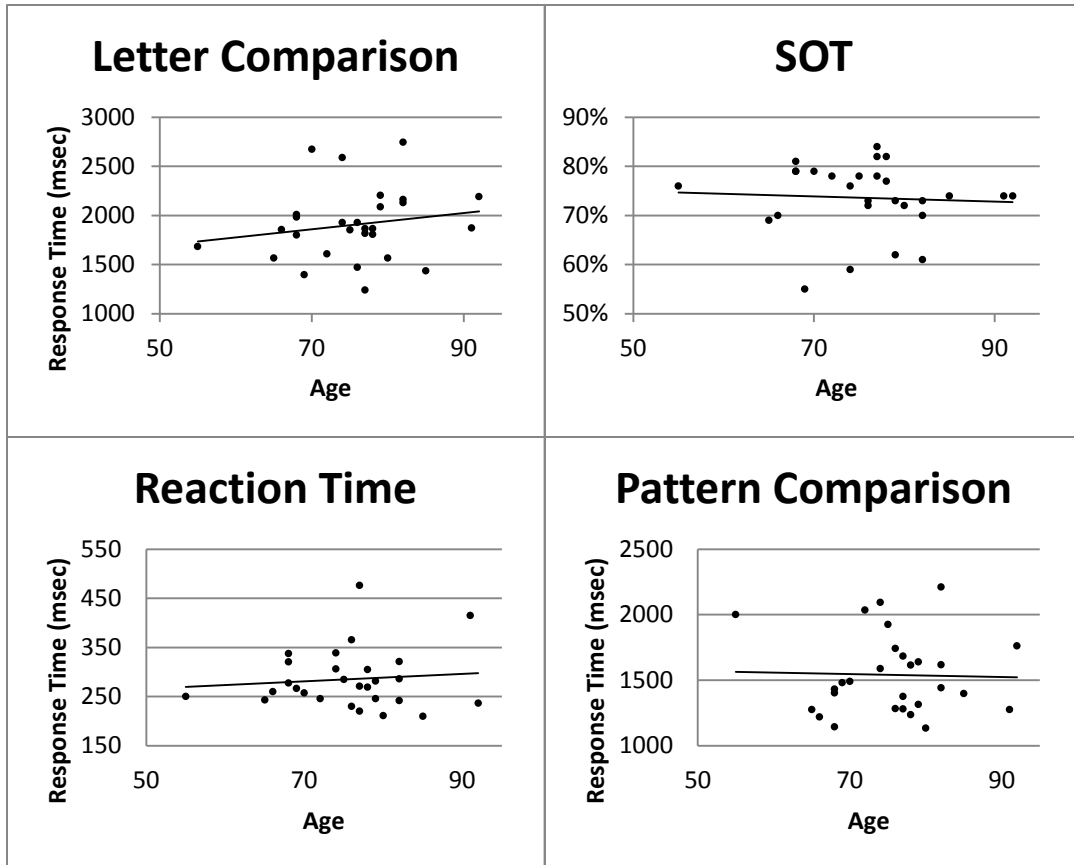 Letter Comparison
Response Time (msec)
3000
2500
2000
1500
1000
50
70
90
Age
SOT
90%
80%
70%
60%
50%
50
70
90
Age
Reaction Time
Response Time (msec)
550
450
350
250
150
50
70
90
Age
Pattern Comparison
Response Time (msec)
2500
2000
1500
1000
50
70
90
Age